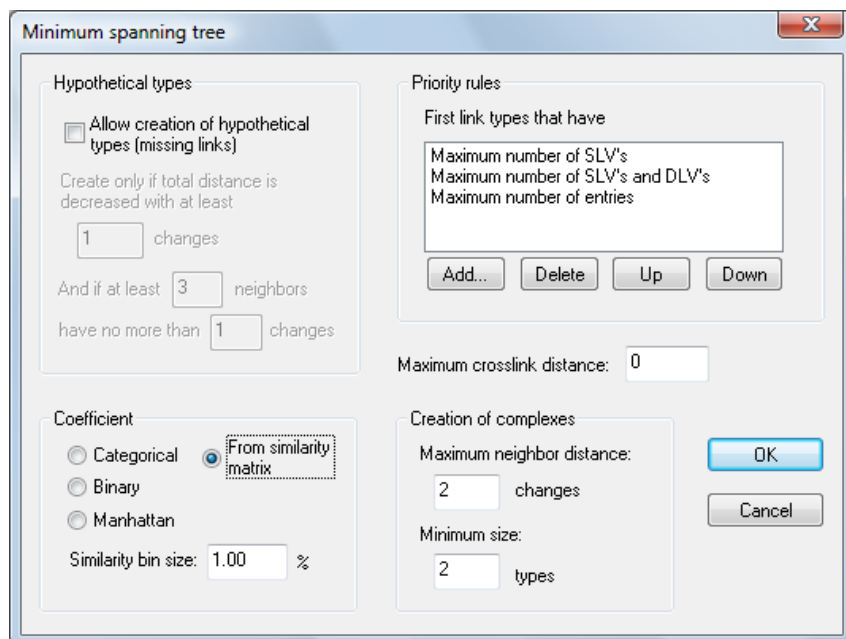 Minimum spanning tree
Hypothetical types
Allow creation of hypothetical
types (missing links)
Create only if total distance is
decreased with at least
1 changes
And if at least 3 neighbors
have no more than 1 changes
Priority rules
First link types that have
Maximum number of SLV's
Maximum number of SLV's and DLV's
Maximum number of entries
Add... Delete Up Down
Maximum crosslink distance: 0
Coefficient
Categorical
From similarity
matrix
Binary
Manhattan
Similarity bin size: 1.00 %
Creation of complexes
Maximum neighbor distance:
2 changes
Minimum size:
2 types
OK
Cancel